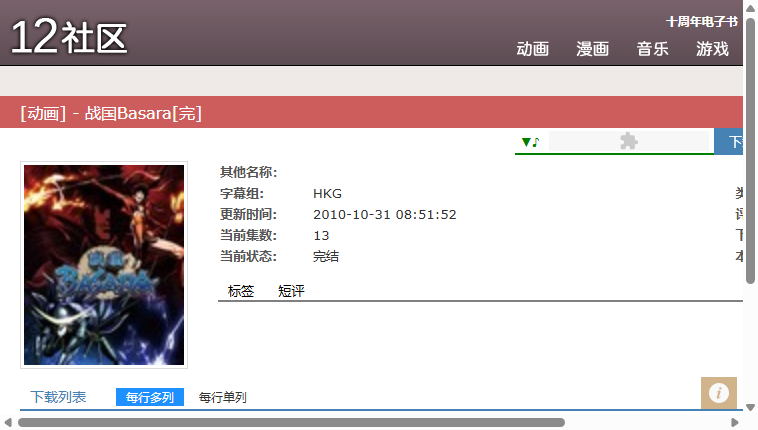 12社区
十周年电子书
动画 漫画 音乐 游戏
[动画] - 战国Basara[完]
▼♪
其他名称:
字幕组: HKG
更新时间: 2010-10-31 08:51:52
当前集数: 13
当前状态: 完结
BASARA
标签 短评
下载列表 每行多列 每行单列